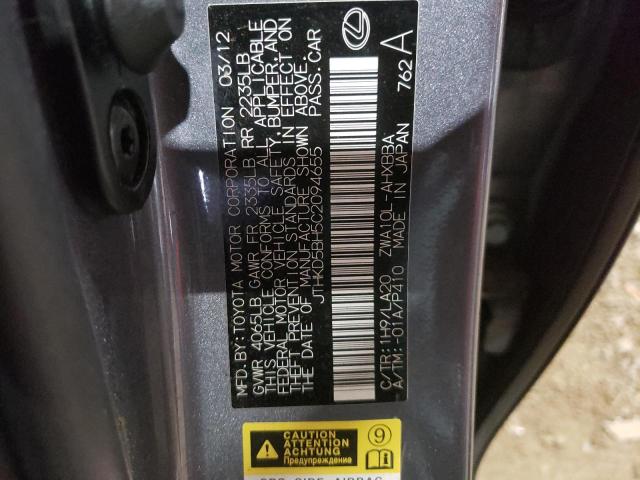 MFD. BY: TOYOTA MOTOR CORPORATION 03/12
GVWR 4065LB GAWR FR 2335LB RR 2235LB
THIS VEHICLE CONFORMS TO ALL APPLICABLE
FEDERAL MOTOR VEHICLE SAFETY, BUMPER, AND
THEFT PREVENTION STANDARDS IN EFFECT ON
THE DATE OF MANUFACTURE SHOWN ABOVE.
JTHKD5BH5C2094655 PASS. CAR
C/TR: 1H9/LA20 ZWA10L-AHXBBA
A/TM: -01A/P410 MADE IN JAPAN
762 A
CAUTION
ATTENTION
ACHTUNG
Предупреждение
9